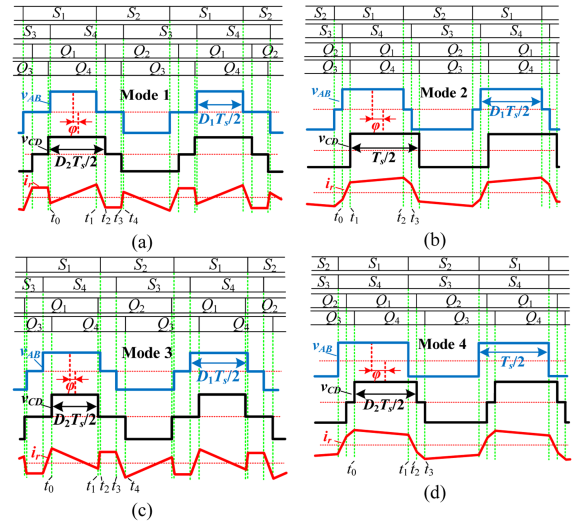 S1 S2 S1 S2
S3 S4 S3 S4
Q1 Q2 Q1
Q3 Q4 Q3 Q4
vAB Mode 1 D1Ts/2
φ
vCD D2Ts/2
ir
t0 t1 t2 t3 t4
(a)
S1 S2 S1
S3 S4 S3 S4
Q2 Q1 Q2 Q1
Q3 Q4 Q3 Q4
vAB Mode 2 D1Ts/2
φ
vCD Ts/2
ir
t0 t1 t2 t3
(b)
S1 S2 S1 S2
S3 S4 S3 S4
Q1 Q2 Q1
Q3 Q4 Q3 Q4
vAB Mode 3 D1Ts/2
φ
vCD D2Ts/2
ir
t0 t1 t2 t3 t4
(c)
S2 S1 S2 S1
S3 S4 S3 S4
Q2 Q1 Q2 Q1
Q3 Q4 Q3 Q4
vAB Mode 4 Ts/2
φ
vCD D2Ts/2
ir
t0 t1 t2 t3
(d)